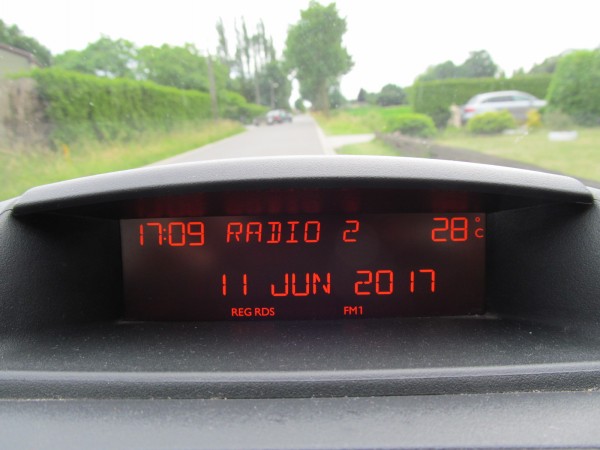 17:09 RADIO 2 28°C
11 JUN 2017
REG RDS FM1